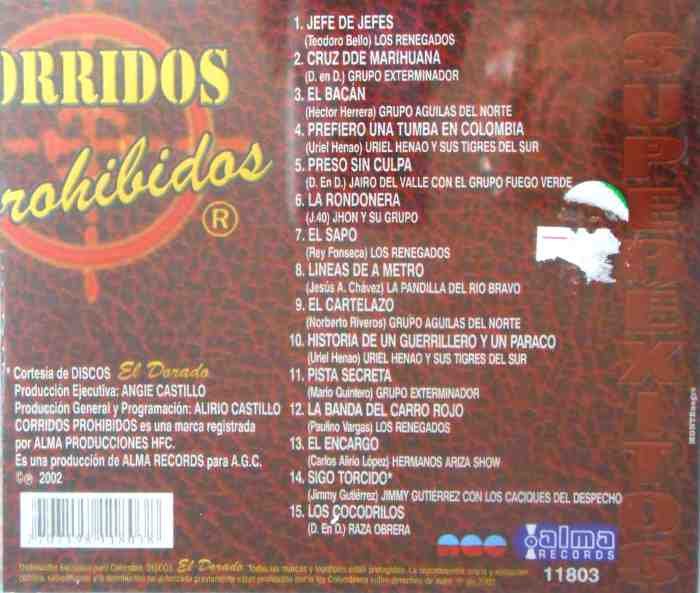 ORRIDOS
rohibidos
®
1. JEFE DE JEFES
(Teodoro Bello) LOS RENEGADOS
2. CRUZ DDE MARIHUANA
(D. en D.) GRUPO EXTERMINADOR
3. EL BACÁN
(Héctor Herrera) GRUPO AGUILAS DEL NORTE
4. PREFIERO UNA TUMBA EN COLOMBIA
(Uriel Henao) URIEL HENAO Y SUS TIGRES DEL SUR
5. PRESO SIN CULPA
(D. En D.) JAIRO DEL VALLE CON EL GRUPO FUEGO VERDE
6. LA RONDONERA
(J.40) JHON Y SU GRUPO
7. EL SAPO
(Rey Fonseca) LOS RENEGADOS
8. LINEAS DE A METRO
(Jesús A. Chávez) LA PANDILLA DEL RIO BRAVO
9. EL CARTELAZO
(Norberto Riveros) GRUPO AGUILAS DEL NORTE
10. HISTORIA DE UN GUERRILLERO Y UN PARACO
(Uriel Henao) URIEL HENAO Y SUS TIGRES DEL SUR
11. PISTA SECRETA
(Mario Quintero) GRUPO EXTERMINADOR
12. LA BANDA DEL CARRO ROJO
(Paulino Vargas) LOS RENEGADOS
13. EL ENCARGO
(Carlos Alirio López) HERMANOS ARIZA SHOW
14. SIGO TORCIDO*
(Jimmy Gutiérrez) JIMMY GUTIÉRREZ CON LOS CACIQUES DEL DESPECHO
15. LOS COCODRILOS
(D. En D.) RAZA OBRERA
* Cortesía de DISCOS El Dorado
Producción Ejecutiva: ANGIE CASTILLO
Producción General y Programación: ALIRIO CASTILLO
CORRIDOS PROHIBIDOS es una marca registrada
por ALMA PRODUCCIONES HFC.
Es una producción de ALMA RECORDS para A.G.C.
©℗ 2002
alma
RECORDS
11803
DISCOS El Dorado